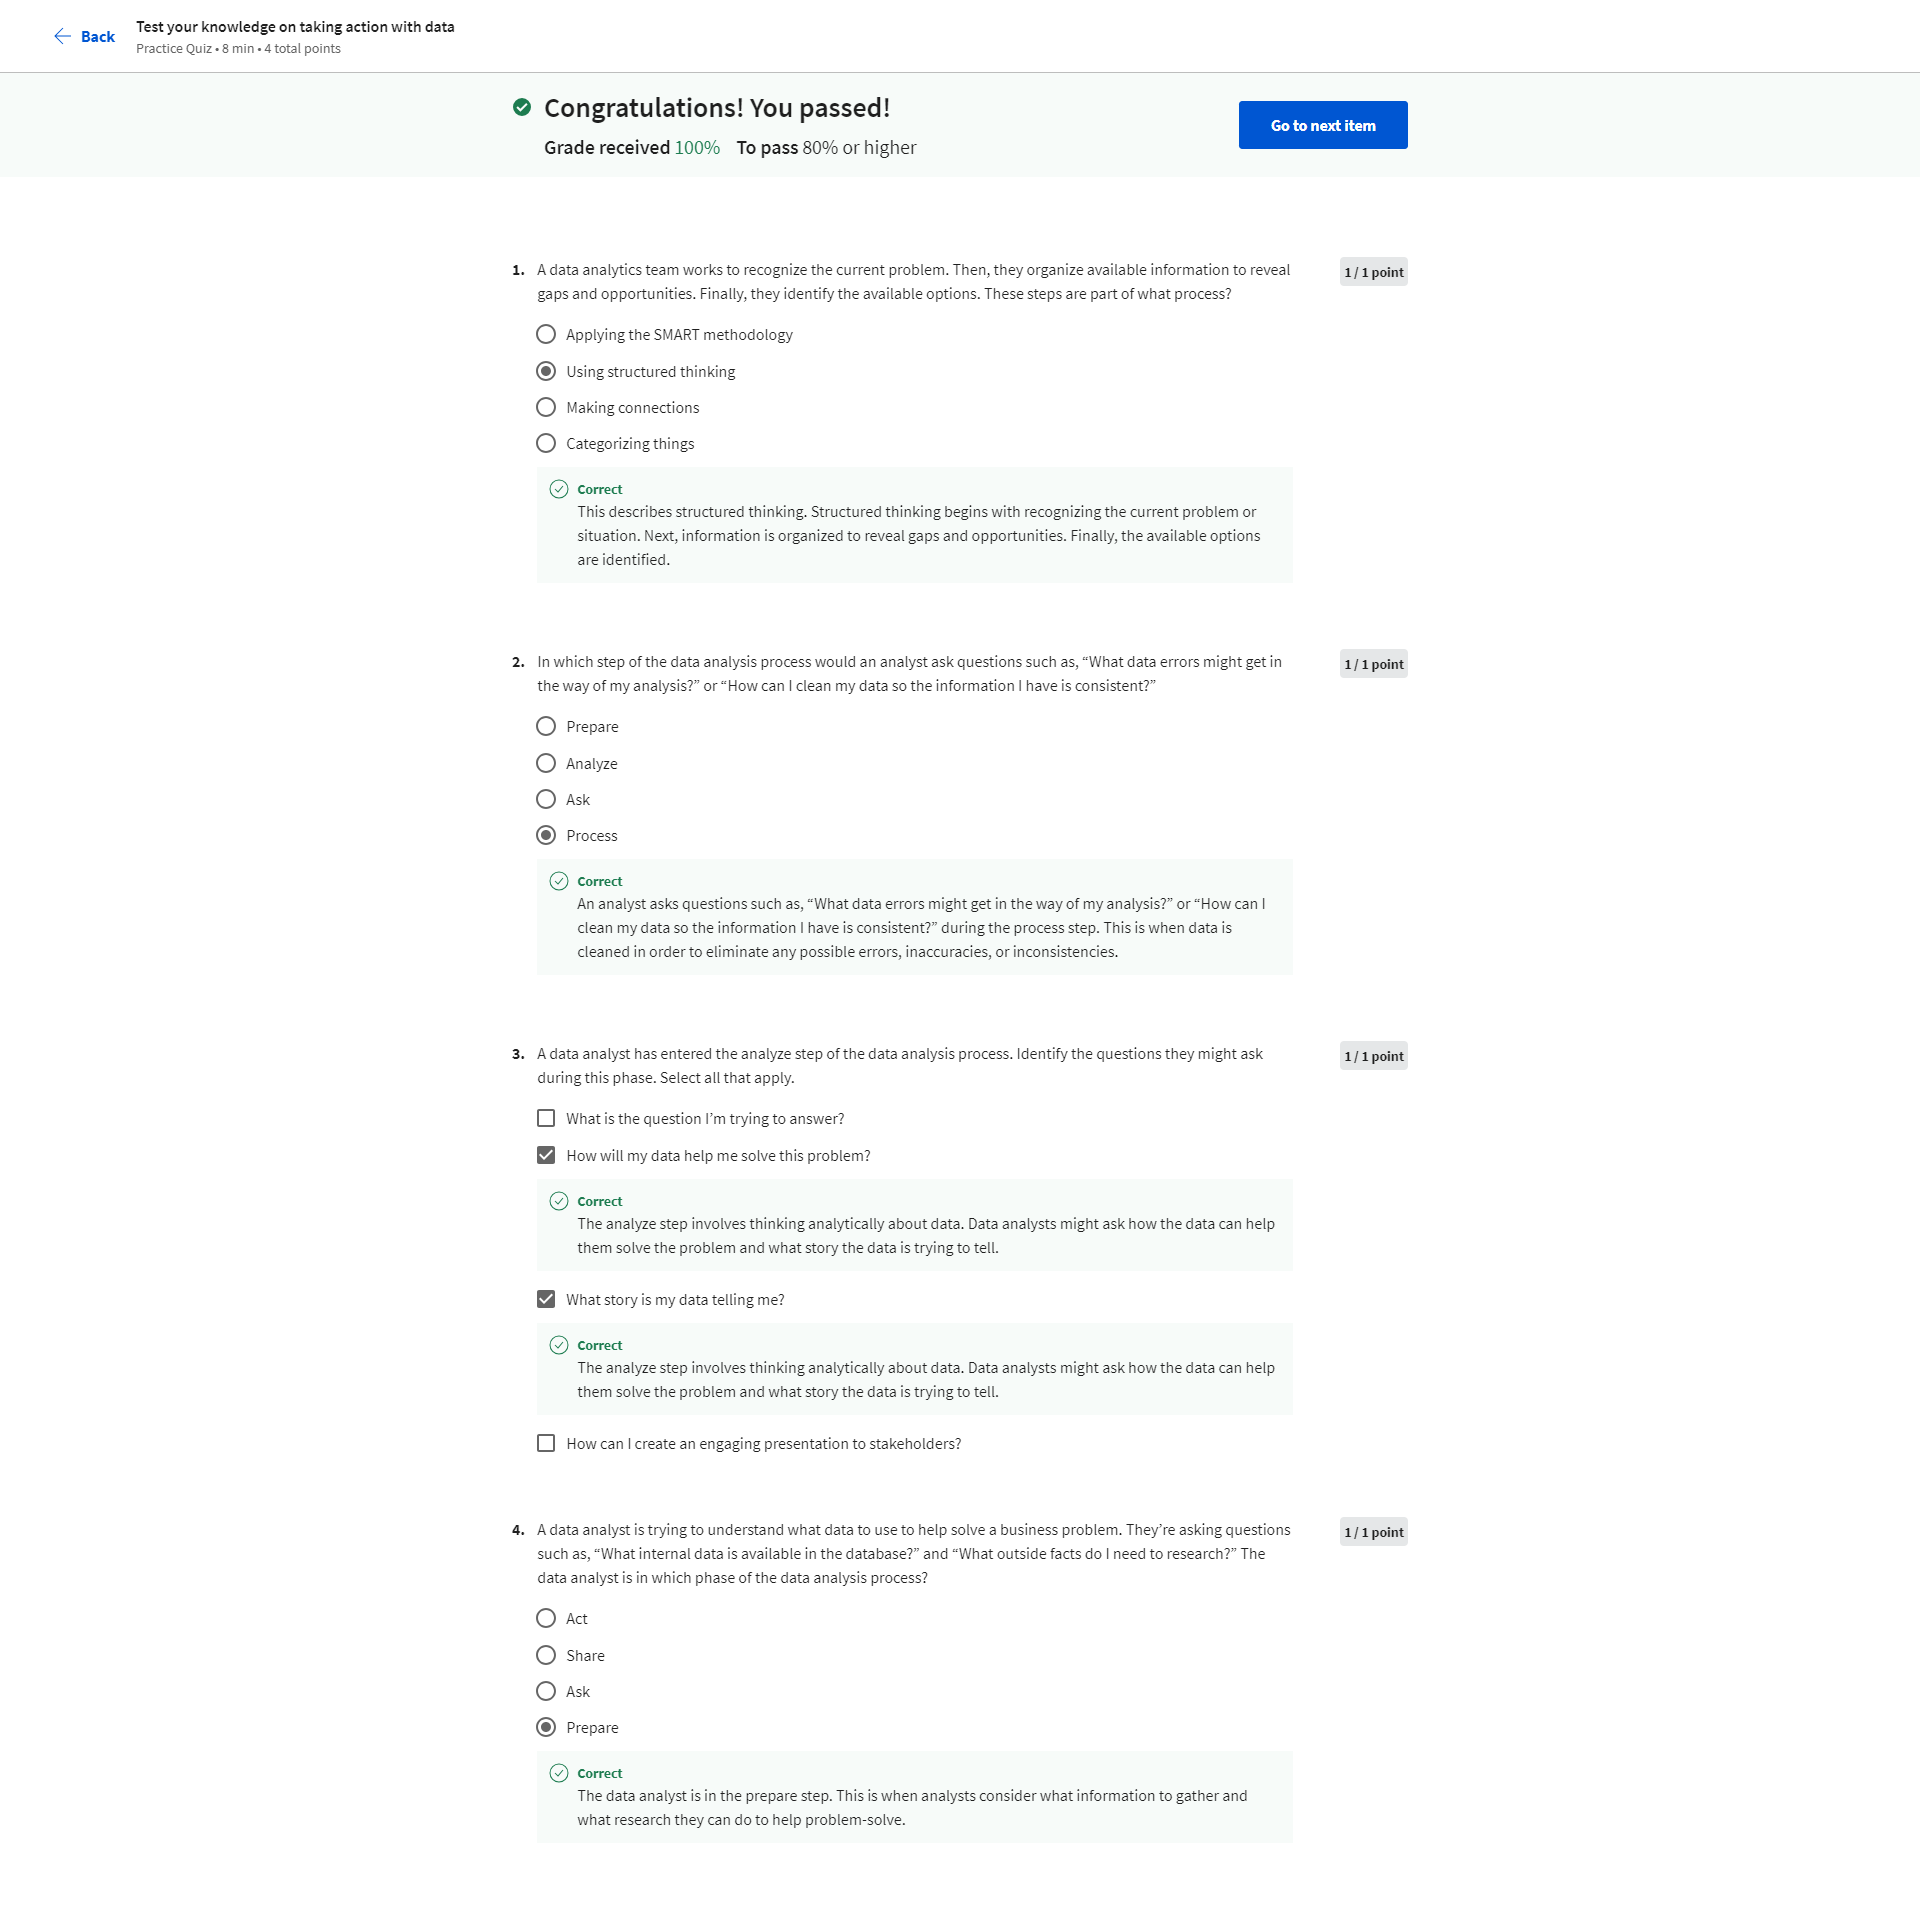 Back
Test your knowledge on taking action with data
Practice Quiz • 8 min • 4 total points
Congratulations! You passed!
Grade received 100% To pass 80% or higher
Go to next item
1. A data analytics team works to recognize the current problem. Then, they organize available information to reveal
gaps and opportunities. Finally, they identify the available options. These steps are part of what process?
1 / 1 point
Applying the SMART methodology
Using structured thinking
Making connections
Categorizing things
Correct
This describes structured thinking. Structured thinking begins with recognizing the current problem or
situation. Next, information is organized to reveal gaps and opportunities. Finally, the available options
are identified.
2. In which step of the data analysis process would an analyst ask questions such as, “What data errors might get in
the way of my analysis?” or “How can I clean my data so the information I have is consistent?”
1 / 1 point
Prepare
Analyze
Ask
Process
Correct
An analyst asks questions such as, “What data errors might get in the way of my analysis?” or “How can I
clean my data so the information I have is consistent?” during the process step. This is when data is
cleaned in order to eliminate any possible errors, inaccuracies, or inconsistencies.
3. A data analyst has entered the analyze step of the data analysis process. Identify the questions they might ask
during this phase. Select all that apply.
1 / 1 point
What is the question I’m trying to answer?
How will my data help me solve this problem?
Correct
The analyze step involves thinking analytically about data. Data analysts might ask how the data can help
them solve the problem and what story the data is trying to tell.
What story is my data telling me?
Correct
The analyze step involves thinking analytically about data. Data analysts might ask how the data can help
them solve the problem and what story the data is trying to tell.
How can I create an engaging presentation to stakeholders?
4. A data analyst is trying to understand what data to use to help solve a business problem. They’re asking questions
such as, “What internal data is available in the database?” and “What outside facts do I need to research?” The
data analyst is in which phase of the data analysis process?
1 / 1 point
Act
Share
Ask
Prepare
Correct
The data analyst is in the prepare step. This is when analysts consider what information to gather and
what research they can do to help problem-solve.